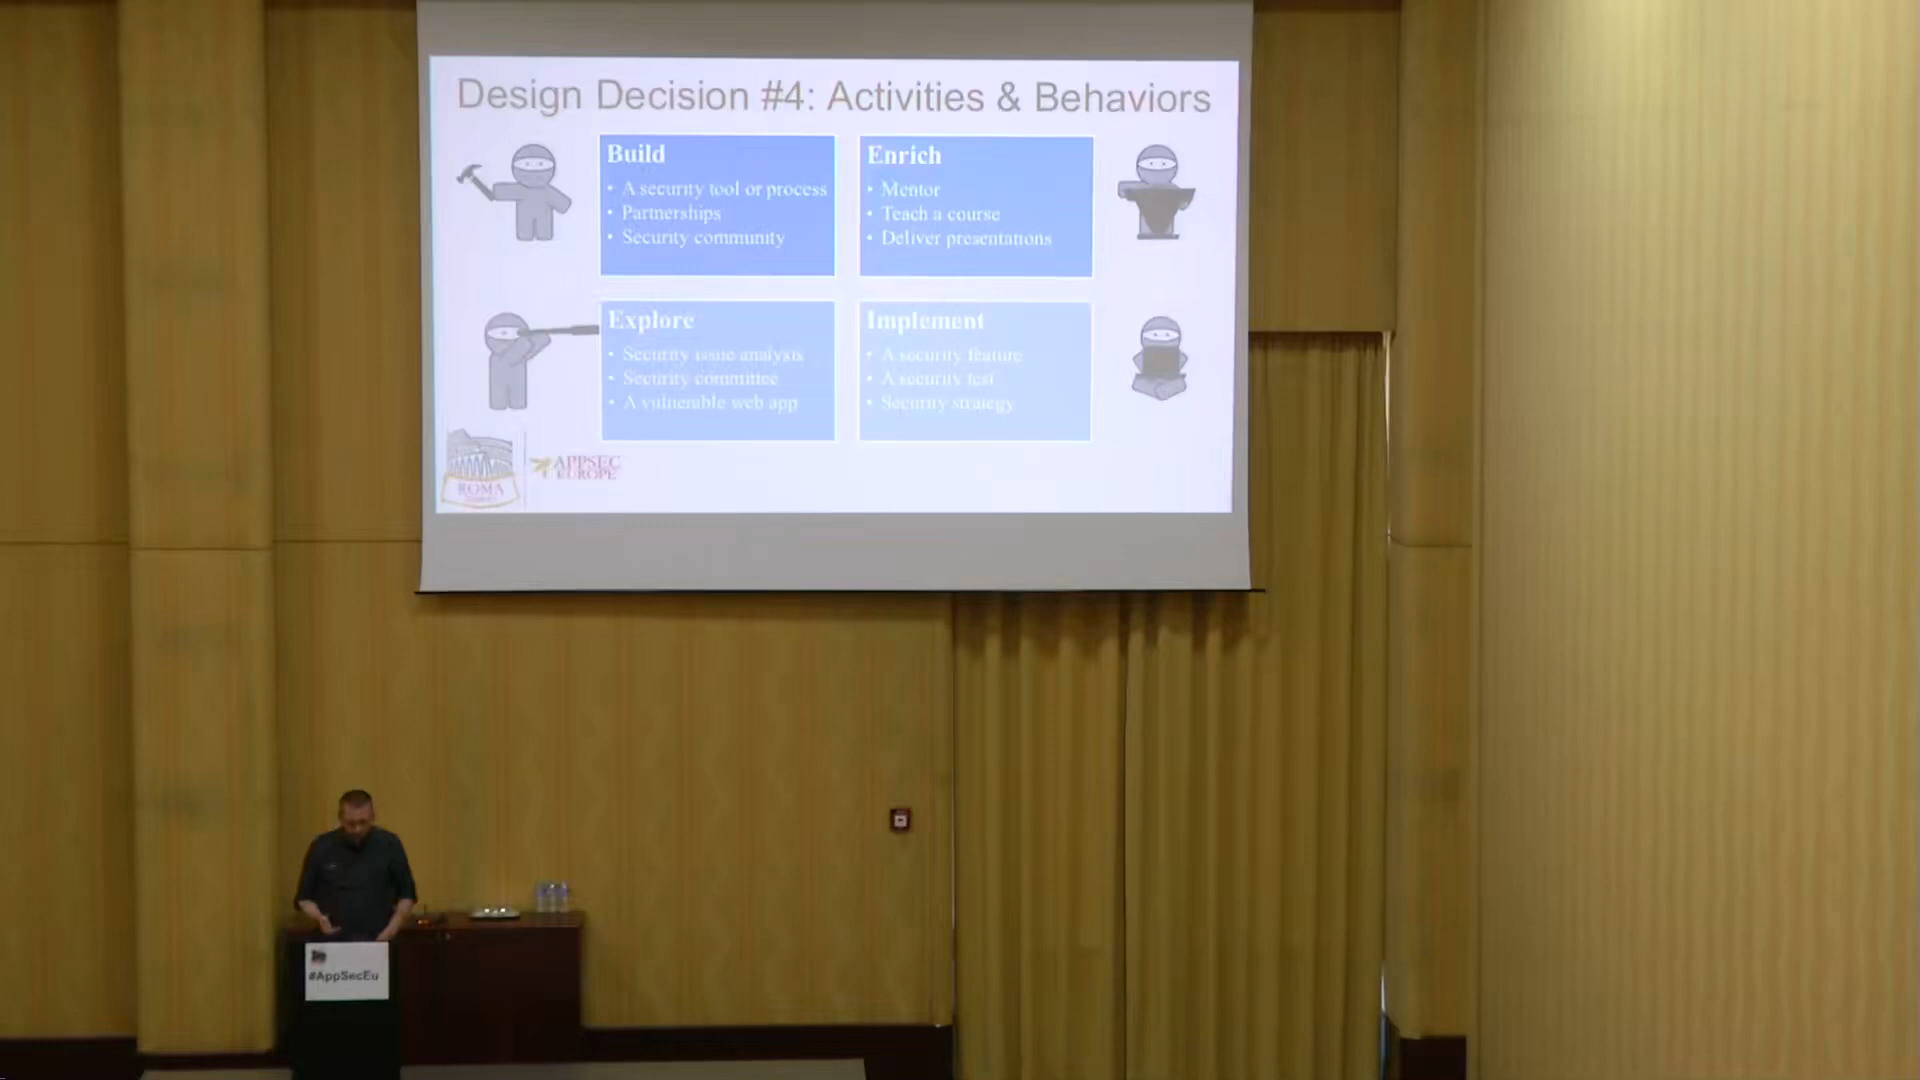 Design Decision #4: Activities & Behaviors
Build
• A security tool or process
• Partnerships
• Security community
Enrich
• Mentor
• Teach a course
• Deliver presentations
Explore
• Security issue analysis
• Security committee
• A vulnerable web app
Implement
• A security feature
• A security test
• Security strategy
ROMA
APPSEC
EUROPE
#AppSecEu